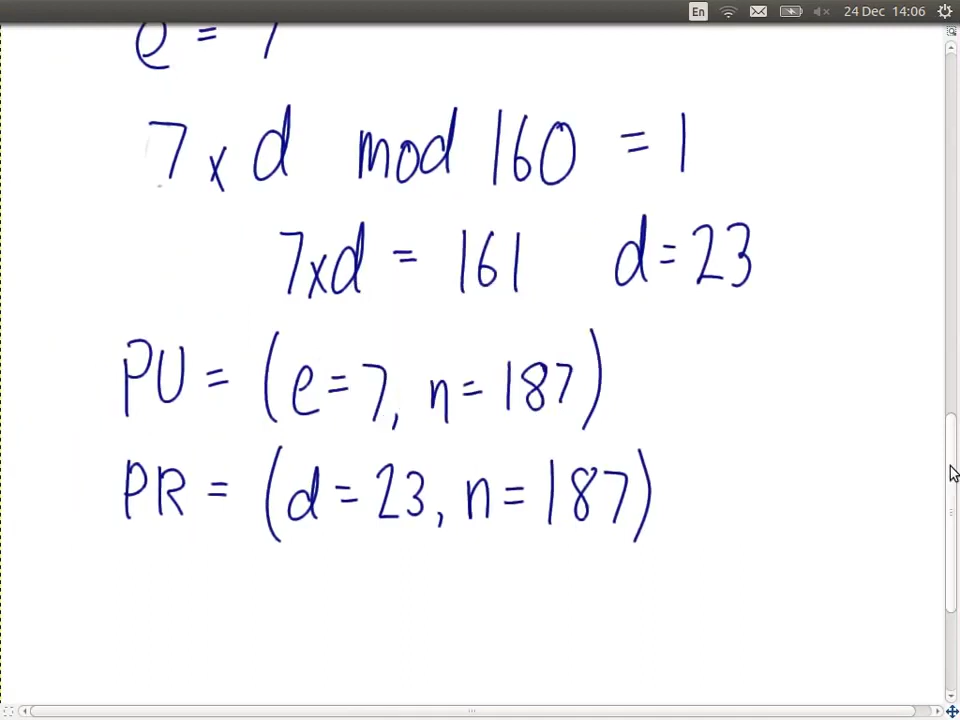 En 24 Dec 14:06
e = 7
7 x d mod 160 = 1
7xd = 161 d = 23
PU = (e = 7, n = 187)
PR = (d = 23, n = 187)